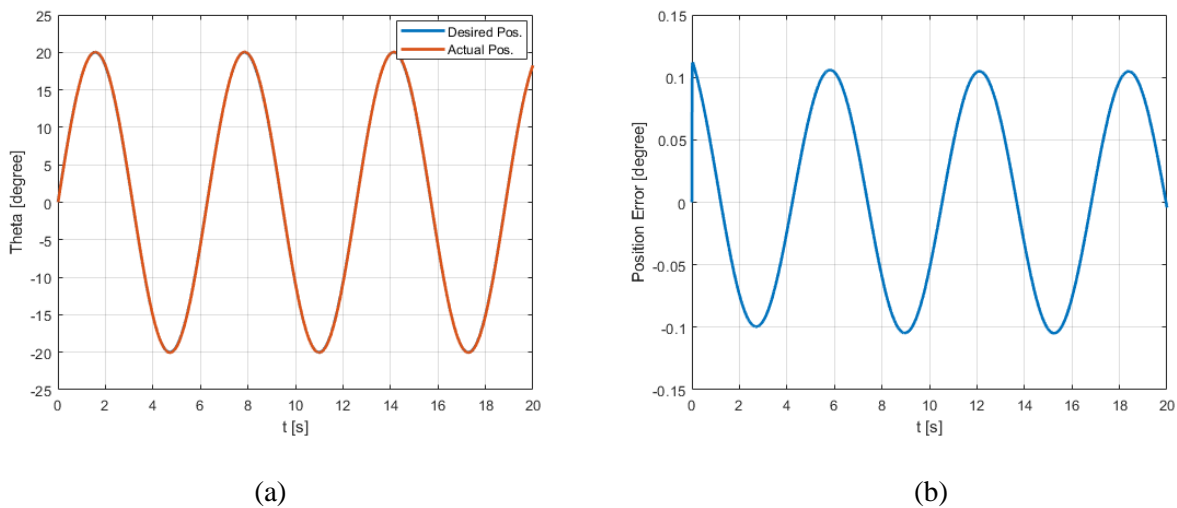 25
20
15
10
5
0
-5
-10
-15
-20
-25
Theta [degree]
0 2 4 6 8 10 12 14 16 18 20
t [s]
Desired Pos.
Actual Pos.
(a)
0.15
0.1
0.05
0
-0.05
-0.1
-0.15
Position Error [degree]
0 2 4 6 8 10 12 14 16 18 20
t [s]
(b)